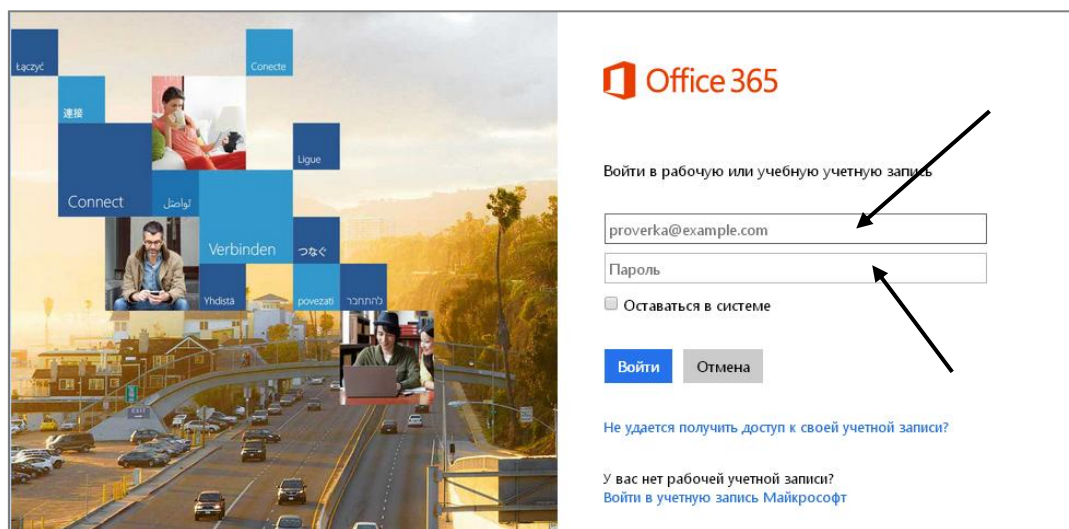 Łączyć
Conecte
連接
Ligue
Connect
تواصل
Verbinden
つなぐ
Yhdistä
povezati
להתחבר
EXIT
Office 365
Войти в рабочую или учебную учетную запись
proverka@example.com
Пароль
Оставаться в системе
Войти
Отмена
Не удается получить доступ к своей учетной записи?
У вас нет рабочей учетной записи?
Войти в учетную запись Майкрософт